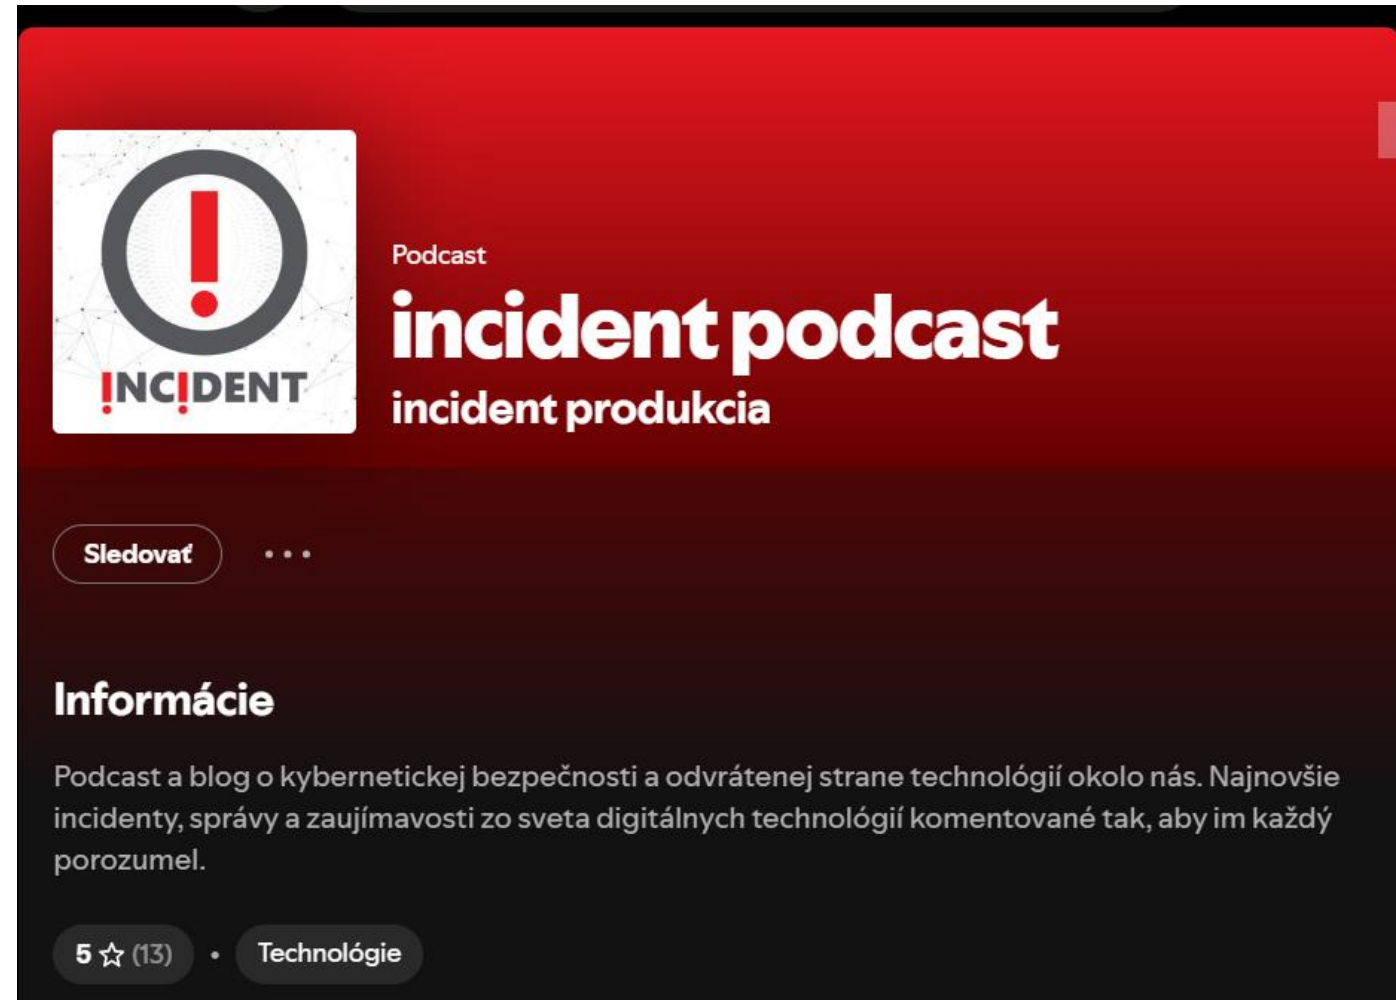 INCIDENT
Podcast
incident podcast
incident produkcia
Sledovať
Informácie
Podcast a blog o kybernetickej bezpečnosti a odvrátenej strane technológií okolo nás. Najnovšie
incidenty, správy a zaujímavosti zo sveta digitálnych technológií komentované tak, aby im každý
porozumel.
5 ☆ (13) • Technológie